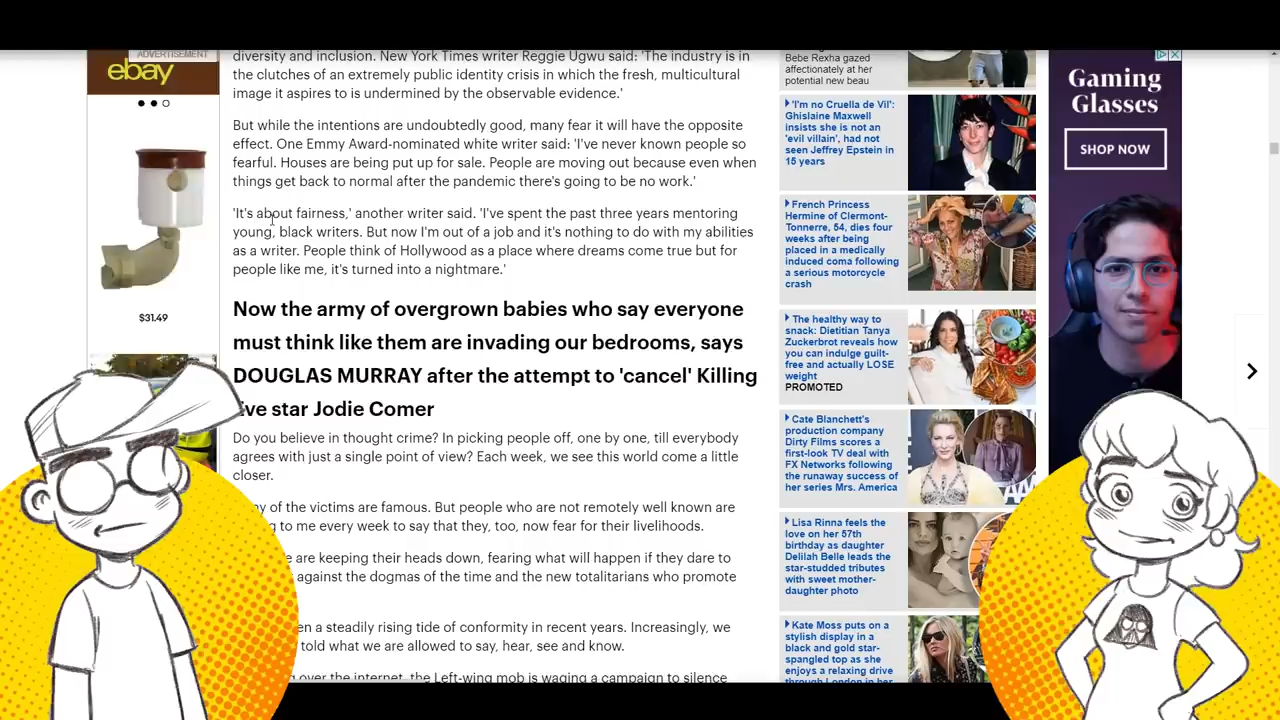 ADVERTISEMENT
ebay
$31.49
diversity and inclusion. New York Times writer Reggie Ugwu said: 'The industry is in
the clutches of an extremely public identity crisis in which the fresh, multicultural
image it aspires to is undermined by the observable evidence.'
But while the intentions are undoubtedly good, many fear it will have the opposite
effect. One Emmy Award-nominated white writer said: 'I've never known people so
fearful. Houses are being put up for sale. People are moving out because even when
things get back to normal after the pandemic there's going to be no work.'
'It's about fairness,' another writer said. 'I've spent the past three years mentoring
young, black writers. But now I'm out of a job and it's nothing to do with my abilities
as a writer. People think of Hollywood as a place where dreams come true but for
people like me, it's turned into a nightmare.'
Now the army of overgrown babies who say everyone
must think like them are invading our bedrooms, says
DOUGLAS MURRAY after the attempt to 'cancel' Killing
star Jodie Comer
Do you believe in thought crime? In picking people off, one by one, till everybody
agrees with just a single point of view? Each week, we see this world come a little
closer.
of the victims are famous. But people who are not remotely well known are
to me every week to say that they, too, now fear for their livelihoods.
are keeping their heads down, fearing what will happen if they dare to
against the dogmas of the time and the new totalitarians who promote
a steadily rising tide of conformity in recent years. Increasingly, we
told what we are allowed to say, hear, see and know.
over the internet, the Left-wing mob is waging a campaign to silence
Bebe Rexha gazed
affectionately at her
potential new beau
'I'm no Cruella de Vil':
Ghislaine Maxwell
insists she is not an
'evil villain', had not
seen Jeffrey Epstein in
15 years
French Princess
Hermine of Clermont-
Tonnerre, 54, dies four
weeks after being
placed in a medically
induced coma following
a serious motorcycle
crash
The healthy way to
snack: Dietitian Tanya
Zuckerbrot reveals how
you can indulge guilt-
free and actually LOSE
weight
PROMOTED
Cate Blanchett's
production company
Dirty Films scores a
first-look TV deal with
FX Networks following
the runaway success of
her series Mrs. America
Lisa Rinna feels the
love on her 57th
birthday as daughter
Delilah Belle leads the
star-studded tributes
with sweet mother-
daughter photo
Kate Moss puts on a
stylish display in a
black and gold star-
spangled top as she
enjoys a relaxing drive
through London in her
Gaming
Glasses
SHOP NOW